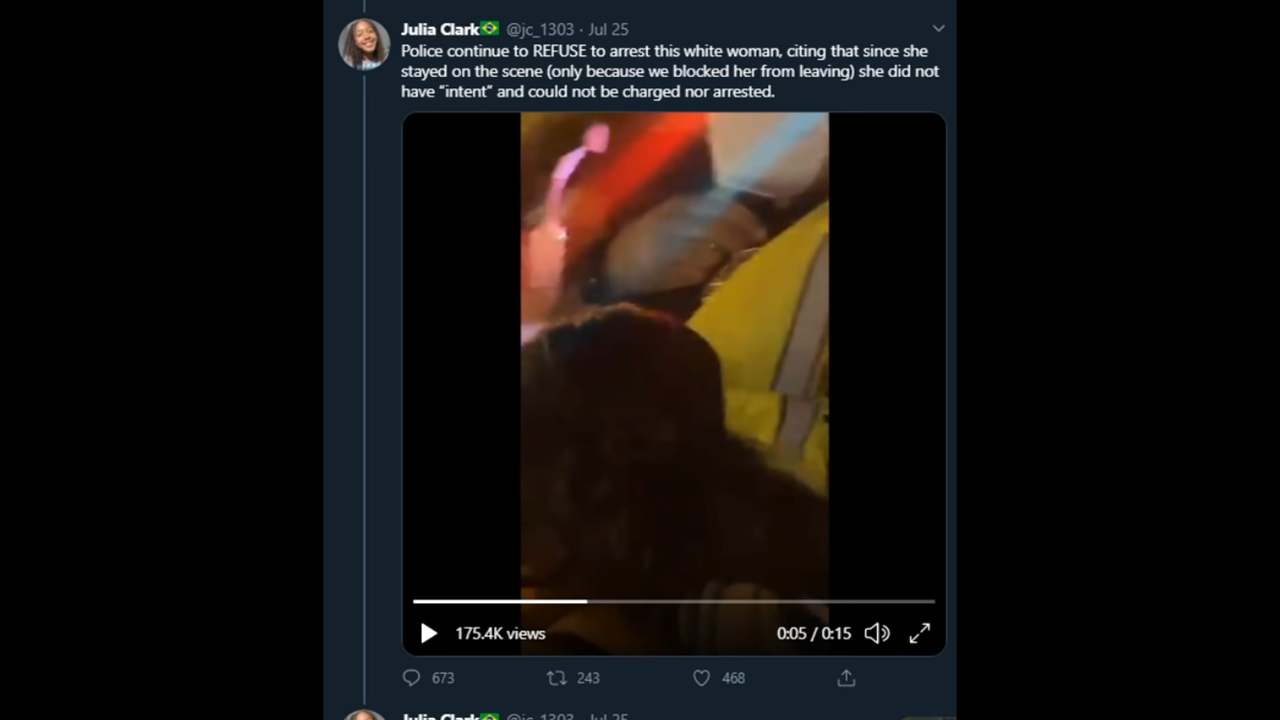 Julia Clark🇧🇷 @jc_1303 · Jul 25
Police continue to REFUSE to arrest this white woman, citing that since she
stayed on the scene (only because we blocked her from leaving) she did not
have “intent” and could not be charged nor arrested.
175.4K views 0:05 / 0:15
673 243 468
Julia Clark🇧🇷 @jc_1303 · Jul 25